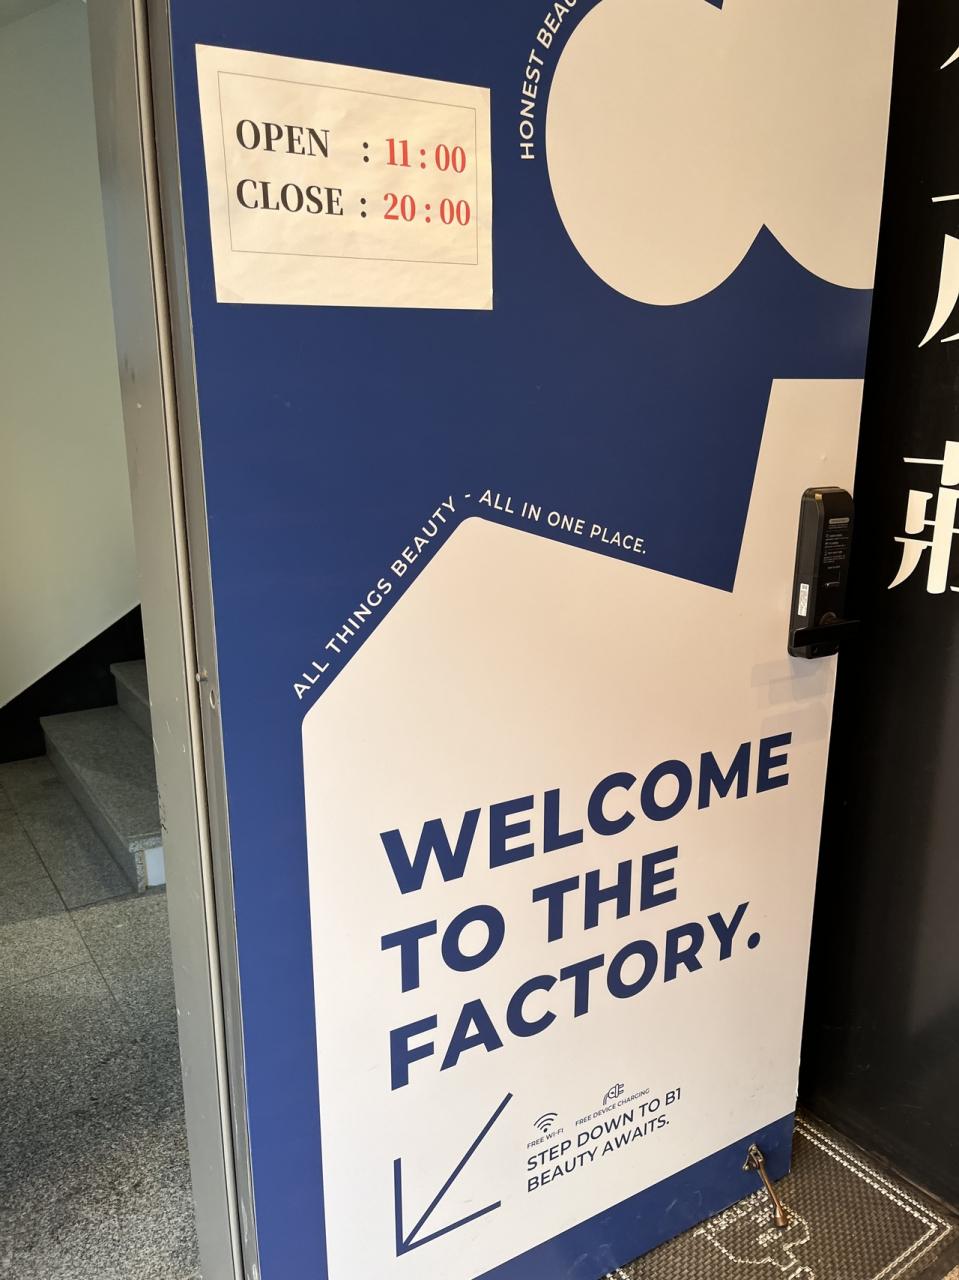 OPEN : 11:00
CLOSE : 20:00
HONEST
ALL THINGS BEAUTY - ALL IN ONE PLACE.
WELCOME
TO THE
FACTORY.
FREE WI-FI
FREE DEVICE CHARGING
STEP DOWN TO B1
BEAUTY AWAITS.